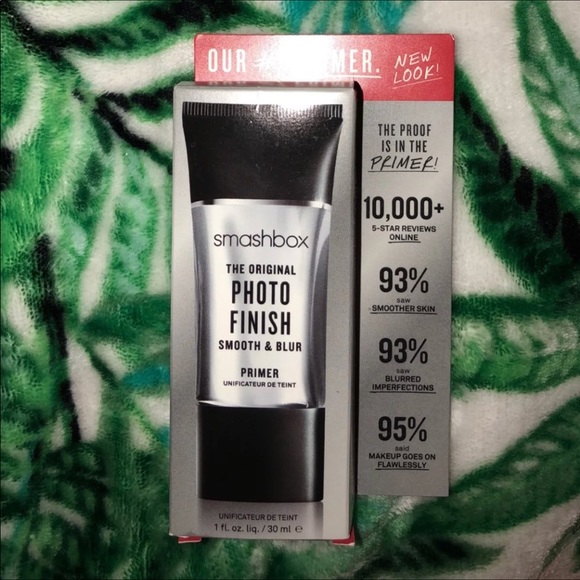 OUR MER.
NEW
LOOK!
THE PROOF
IS IN THE
PRIMER!
10,000+
5-STAR REVIEWS
ONLINE
93%
saw
SMOOTHER SKIN
93%
saw
BLURRED
IMPERFECTIONS
95%
said
MAKEUP GOES ON
FLAWLESSLY
smashbox
THE ORIGINAL
PHOTO
FINISH
SMOOTH & BLUR
PRIMER
UNIFICATEUR DE TEINT
UNIFICATEUR DE TEINT
1 fl. oz. liq. / 30 ml e